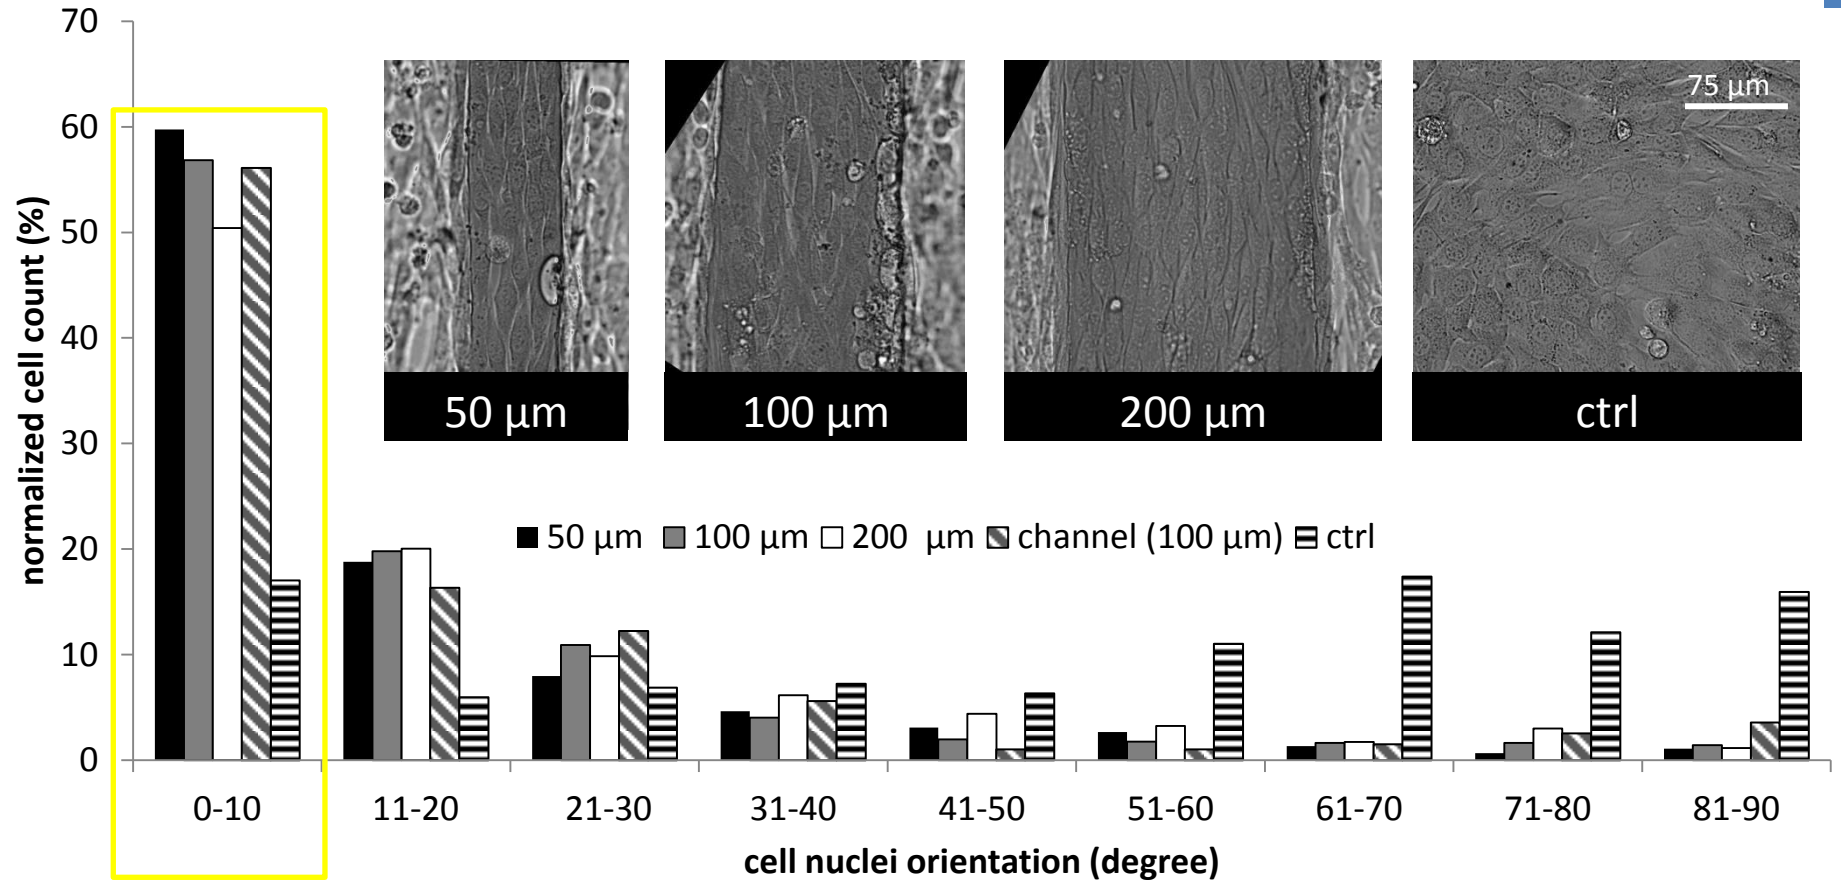 normalized cell count (%)
70
60
50
40
30
20
10
0
75 µm
50 µm
100 µm
200 µm
ctrl
50 µm 100 µm 200 µm channel (100 µm) ctrl
0-10 11-20 21-30 31-40 41-50 51-60 61-70 71-80 81-90
cell nuclei orientation (degree)